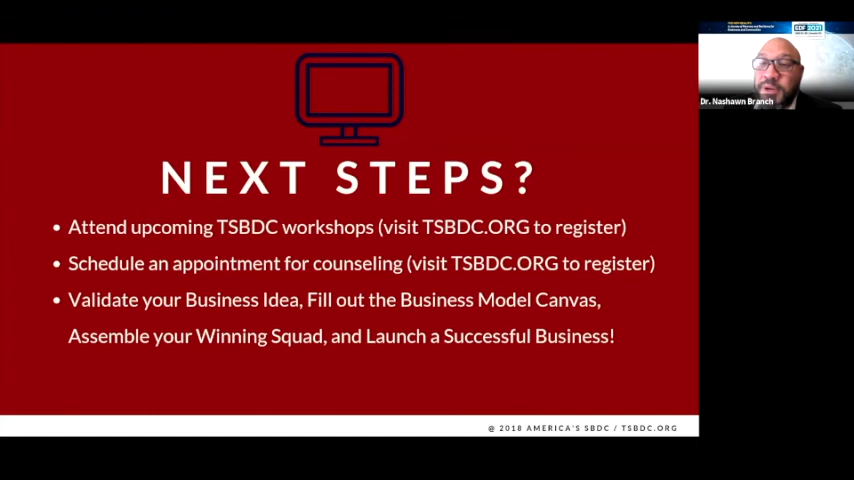 NEXT STEPS?
• Attend upcoming TSBDC workshops (visit TSBDC.ORG to register)
• Schedule an appointment for counseling (visit TSBDC.ORG to register)
• Validate your Business Idea, Fill out the Business Model Canvas,
Assemble your Winning Squad, and Launch a Successful Business!
@ 2018 AMERICA'S SBDC / TSBDC.ORG
EDF 2021
Dr. Nashawn Branch